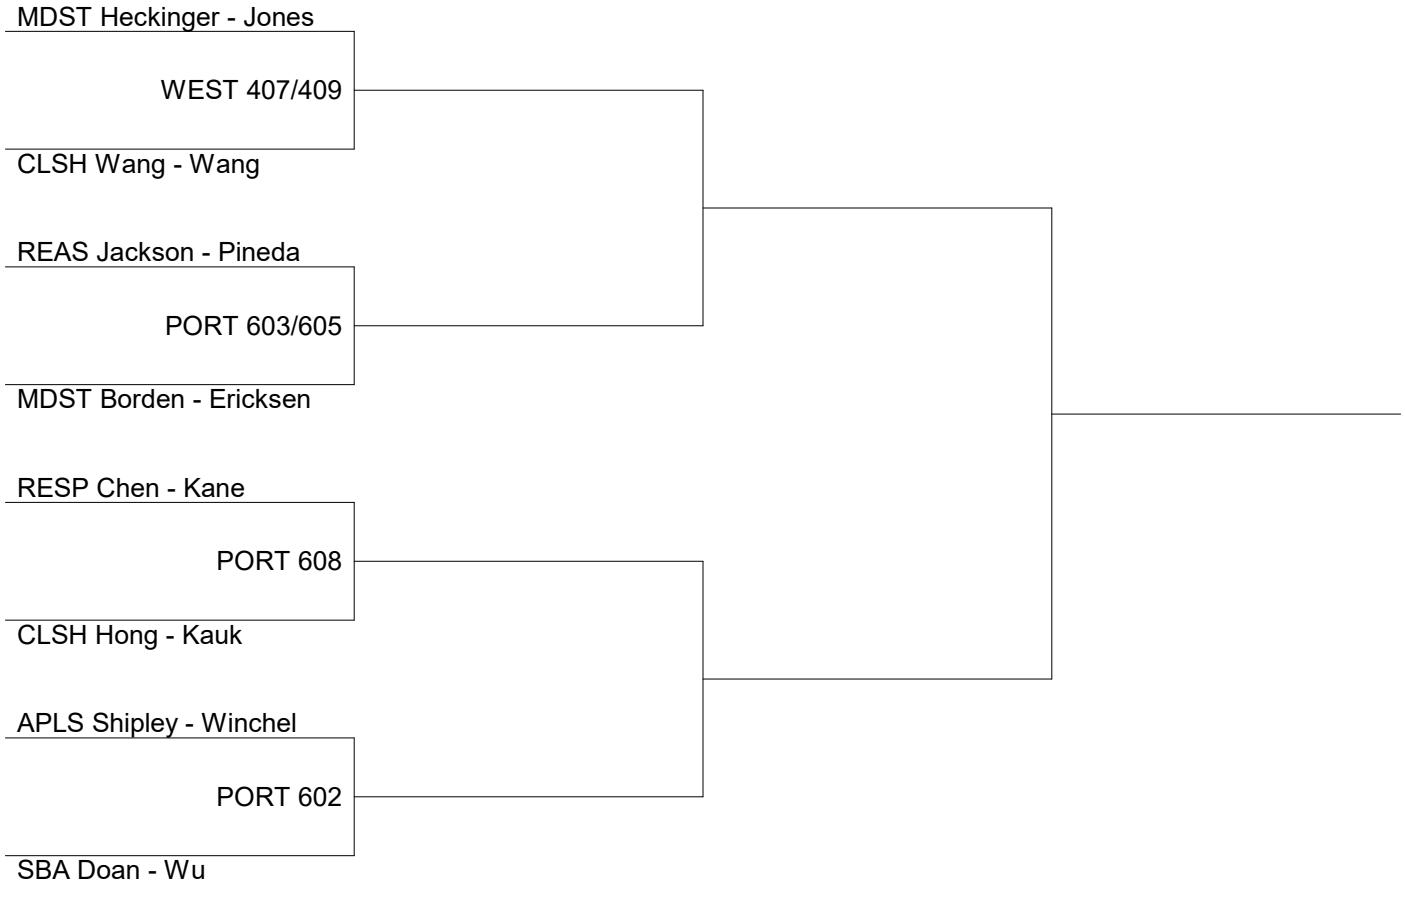 MDST Heckinger - Jones
WEST 407/409
CLSH Wang - Wang
REAS Jackson - Pineda
PORT 603/605
MDST Borden - Ericksen
RESP Chen - Kane
PORT 608
CLSH Hong - Kauk
APLS Shipley - Winchel
PORT 602
SBA Doan - Wu